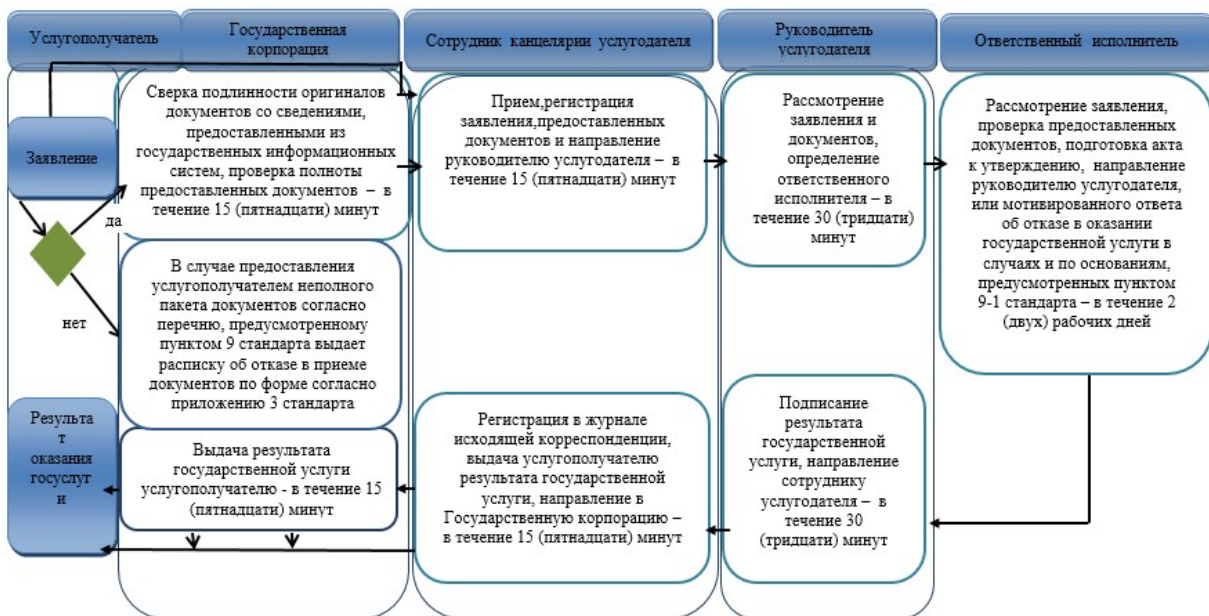 Услугополучатель
Государственная
корпорация
Сотрудник канцелярии услугодателя
Руководитель
услугодателя
Ответственный исполнитель
Заявление
да
нет
Сверка подлинности оригиналов
документов со сведениями,
предоставленными из
государственных информационных
систем, проверка полноты
предоставленных документов – в
течение 15 (пятнадцати) минут
Прием,регистрация
заявления,предоставленных
документов и направление
руководителю услугодателя – в
течение 15 (пятнадцати) минут
Рассмотрение
заявления и
документов,
определение
ответственного
исполнителя – в
течение 30 (тридцати)
минут
Рассмотрение заявления,
проверка предоставленных
документов, подготовка акта
к утверждению, направление
руководителю услугодателя,
или мотивированного ответа
об отказе в оказании
государственной услуги в
случаях и по основаниям,
предусмотренных пунктом
9-1 стандарта – в течение 2
(двух) рабочих дней
В случае предоставления
услугополучателем неполного
пакета документов согласно
перечню, предусмотренному
пунктом 9 стандарта выдает
расписку об отказе в приеме
документов по форме согласно
приложению 3 стандарта
Результа
т
оказания
госуслуг
и
Выдача результата
государственной услуги
услугополучателю - в течение 15
(пятнадцати) минут
Регистрация в журнале
исходящей корреспонденции,
выдача услугополучателю
результата государственной
услуги, направление в
Государственную корпорацию –
в течение 15 (пятнадцати) минут
Подписание
результата
государственной
услуги, направление
сотруднику
услугодателя – в
течение 30
(тридцати) минут